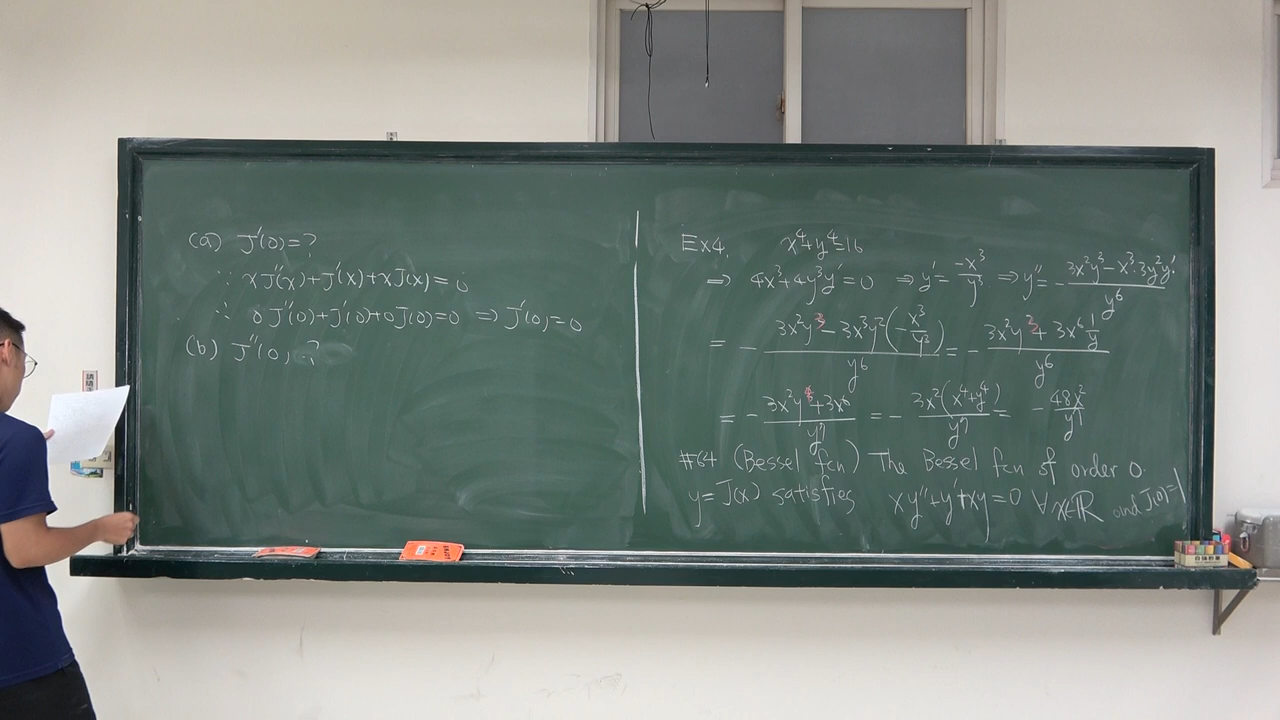 (a) J'(0)=?
∵ xJ''(x)+J'(x)+xJ(x)=0
∴ 0J''(0)+J'(0)+0J(0)=0 ⇒ J'(0)=0
(b) J''(0)=?
Ex4. x⁴+y⁴=16
⇒ 4x³+4y³y'=0 ⇒ y'= -x³/y³ ⇒ y''= - (3x²y³-x³·3y²y')/y⁶
= - (3x²y³ - 3x³y²(-x³/y³))/y⁶ = - (3x²y³ + 3x⁶ 1/y)/y⁶
= - (3x²y⁴+3x⁶)/y⁷ = - 3x²(x⁴+y⁴)/y⁷ = - 48x²/y⁷
#64 (Bessel fcn) The Bessel fcn of order 0.
y=J(x) satisfies xy''+y'+xy=0 ∀x∈ℝ and J(0)=1